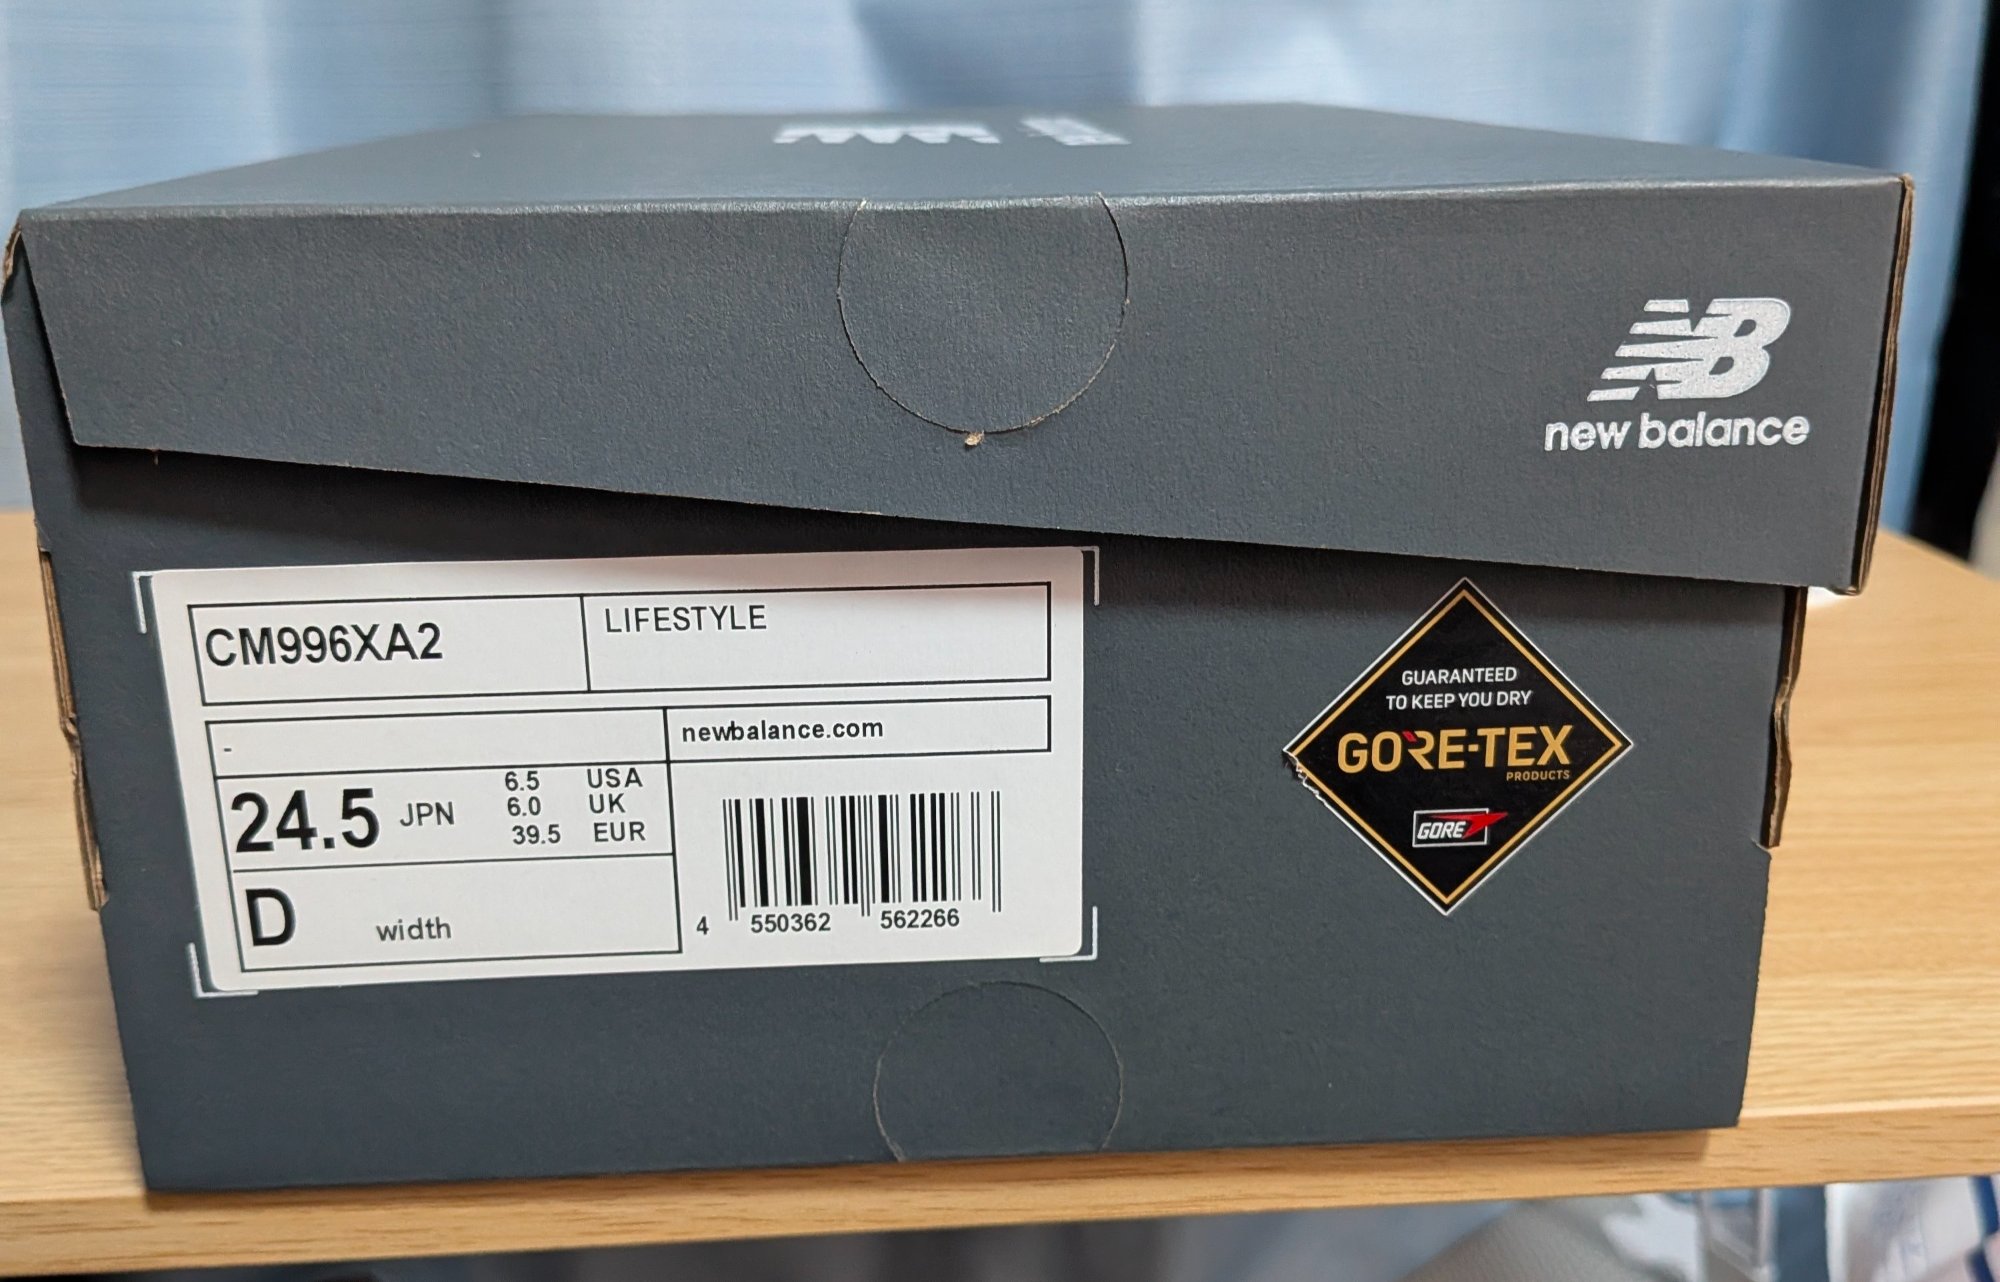 new balance
CM996XA2
LIFESTYLE
-
newbalance.com
24.5 JPN
6.5 USA
6.0 UK
39.5 EUR
D width
4 550362 562266
GUARANTEED
TO KEEP YOU DRY
GORE-TEX
PRODUCTS
GORE